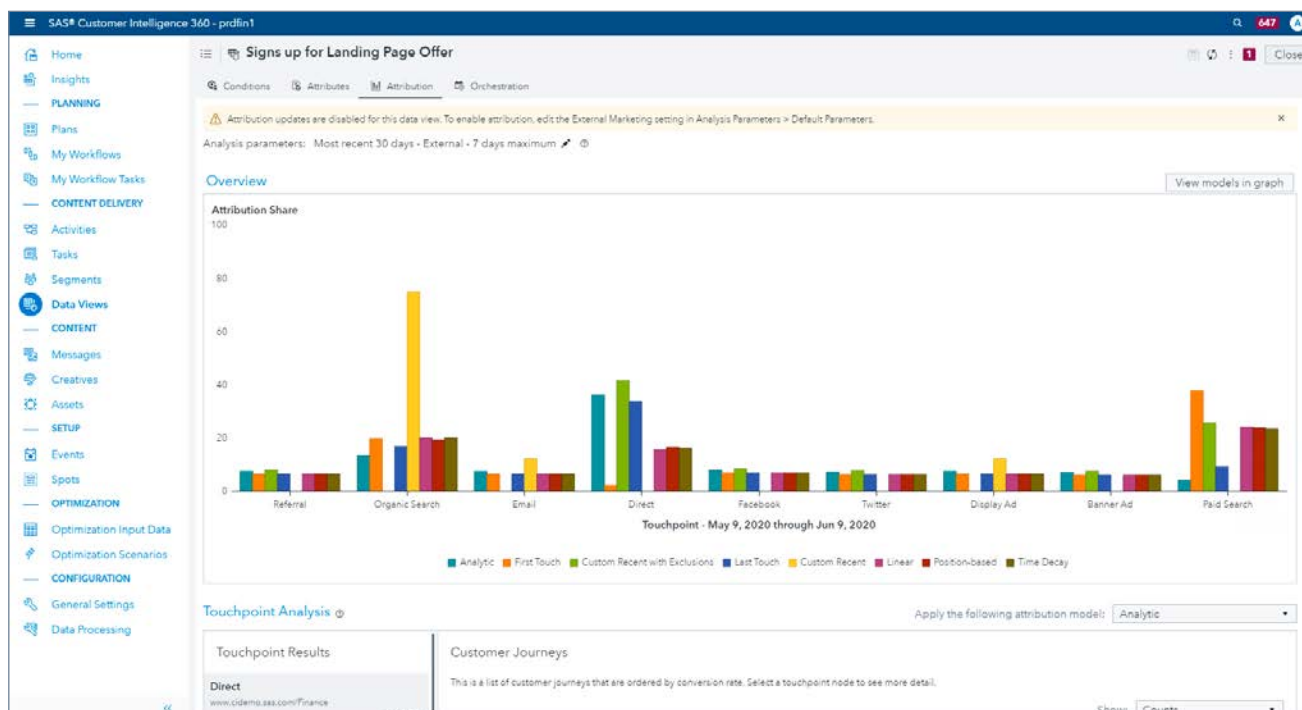 SAS® Customer Intelligence 360 - prdfin1
647
A
Home
Insights
PLANNING
Plans
My Workflows
My Workflow Tasks
CONTENT DELIVERY
Activities
Tasks
Segments
Data Views
CONTENT
Messages
Creatives
Assets
SETUP
Events
Spots
OPTIMIZATION
Optimization Input Data
Optimization Scenarios
CONFIGURATION
General Settings
Data Processing
«
Signs up for Landing Page Offer
1
Close
Conditions Attributes Attribution Orchestration
Attribution updates are disabled for this data view. To enable attribution, edit the External Marketing setting in Analysis Parameters > Default Parameters.
×
Analysis parameters: Most recent 30 days - External - 7 days maximum
Overview
View models in graph
Attribution Share
100
80
60
40
20
0
Referral Organic Search Email Direct Facebook Twitter Display Ad Banner Ad Paid Search
Touchpoint - May 9, 2020 through Jun 9, 2020
Analytic First Touch Custom Recent with Exclusions Last Touch Custom Recent Linear Position-based Time Decay
Touchpoint Analysis
Apply the following attribution model: Analytic
Touchpoint Results
Direct
www.cidemo.sas.com/Finance
Customer Journeys
This is a list of customer journeys that are ordered by conversion rate. Select a touchpoint node to see more detail.
Show: Counts